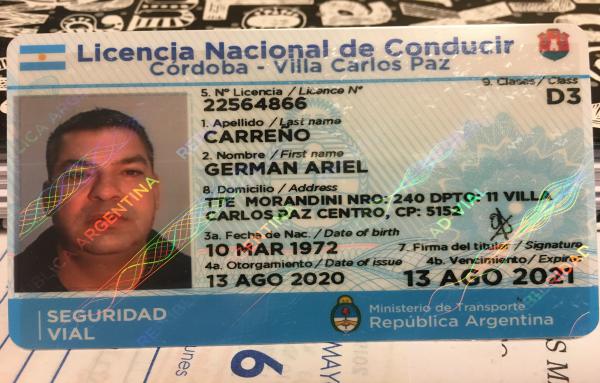 Licencia Nacional de Conducir
Córdoba - Villa Carlos Paz
9. Clases / Class
D3
5. Nº Licencia / Licence Nº
22564866
1. Apellido / Last name
CARREÑO
2. Nombre / First name
GERMAN ARIEL
8. Domicilio / Address
TTE MORANDINI NRO: 240 DPTO: 11 VILLA
CARLOS PAZ CENTRO, CP: 5152
3a. Fecha de Nac. / Date of birth
10 MAR 1972
7. Firma del titular / Signature
4a. Otorgamiento / Date of issue
13 AGO 2020
4b. Vencimiento / Expiry
13 AGO 2021
SEGURIDAD
VIAL
Ministerio de Transporte
República Argentina
REPUBLICA ARGENTINA
unes
6
MAY